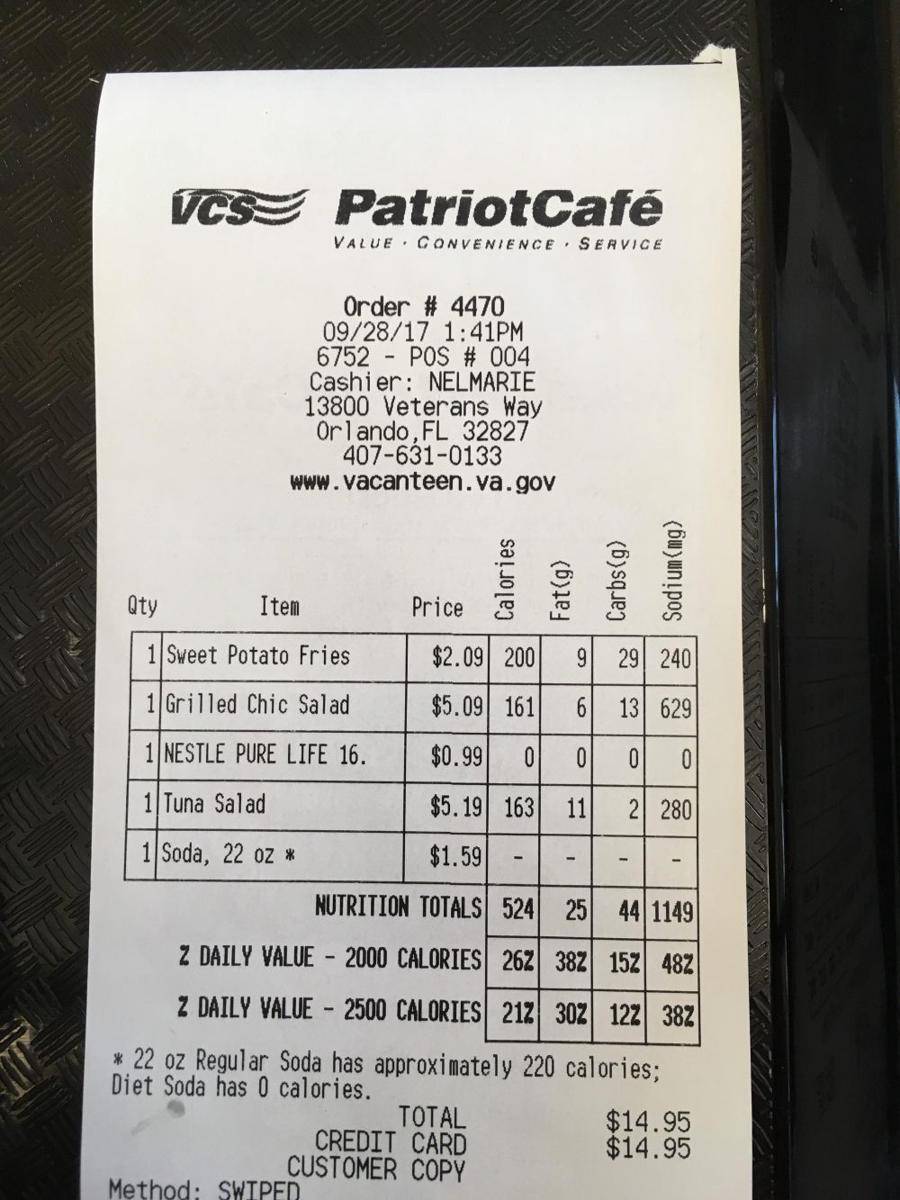 VCS PatriotCafé
VALUE · CONVENIENCE · SERVICE
Order # 4470
09/28/17 1:41PM
6752 - POS # 004
Cashier: NELMARIE
13800 Veterans Way
Orlando,FL 32827
407-631-0133
www.vacanteen.va.gov
Qty Item Price Calories Fat(g) Carbs(g) Sodium(mg)
1 Sweet Potato Fries $2.09 200 9 29 240
1 Grilled Chic Salad $5.09 161 6 13 629
1 NESTLE PURE LIFE 16. $0.99 0 0 0 0
1 Tuna Salad $5.19 163 11 2 280
1 Soda, 22 oz * $1.59 - - - -
NUTRITION TOTALS 524 25 44 1149
% DAILY VALUE - 2000 CALORIES 26% 38% 15% 48%
% DAILY VALUE - 2500 CALORIES 21% 30% 12% 38%
* 22 oz Regular Soda has approximately 220 calories;
Diet Soda has 0 calories.
TOTAL $14.95
CREDIT CARD $14.95
CUSTOMER COPY
Method: SWIPED